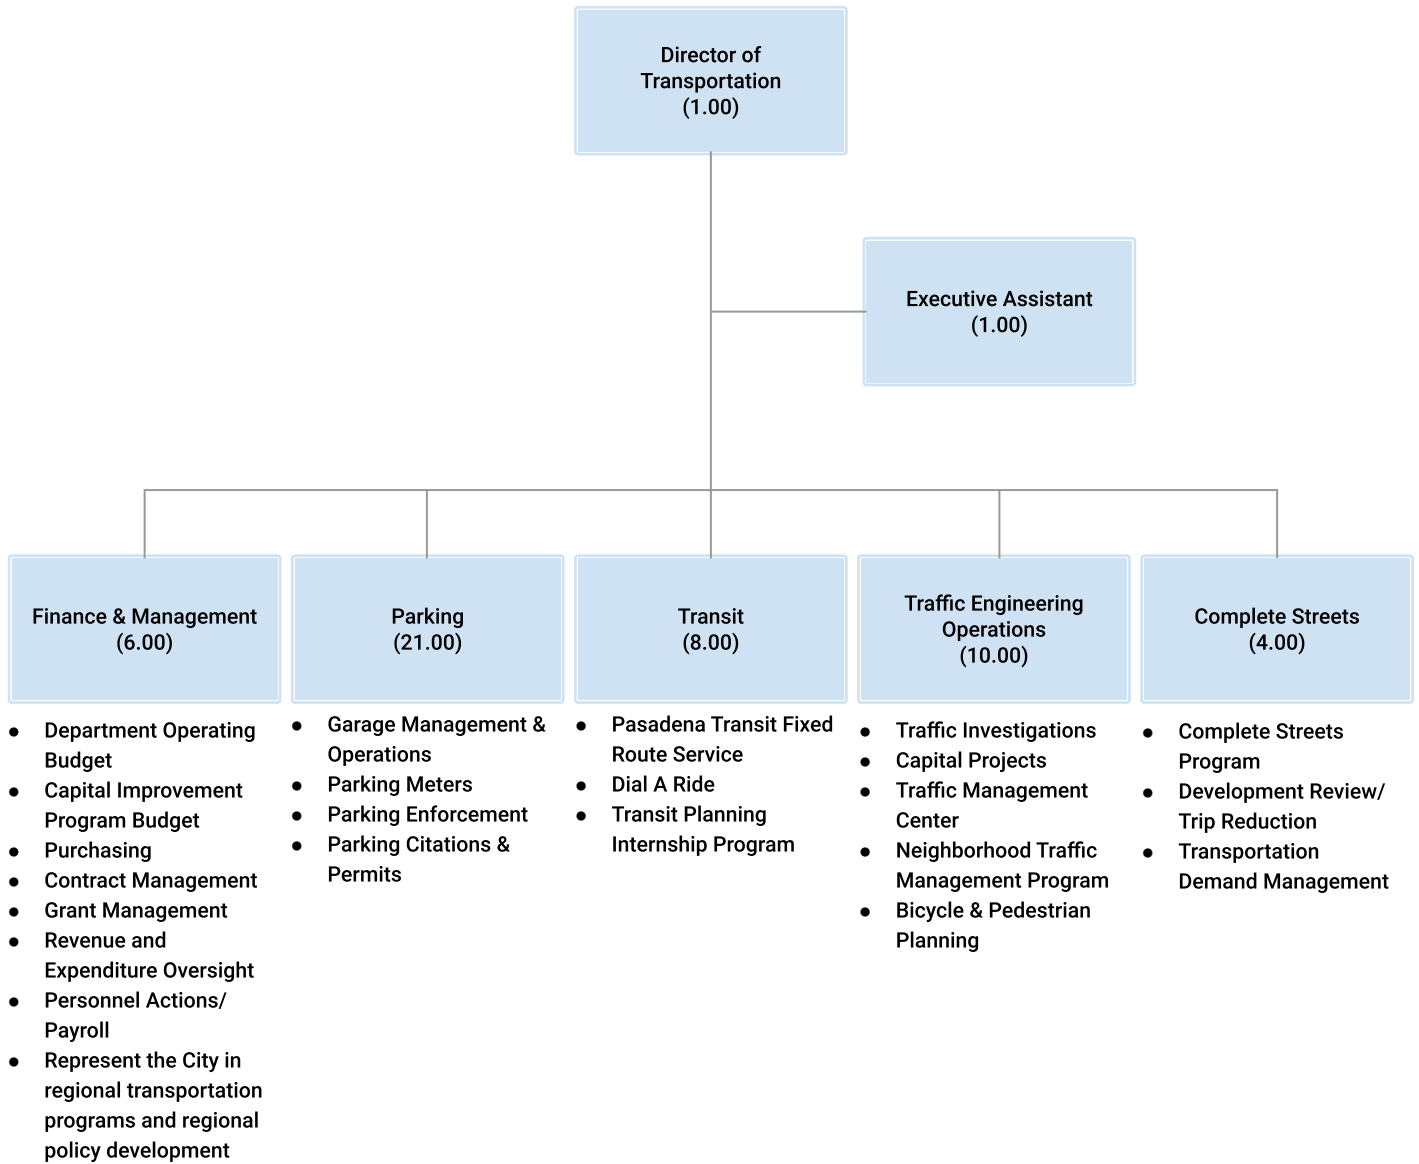 Director of
Transportation
(1.00)
Executive Assistant
(1.00)
Finance & Management
(6.00)
Parking
(21.00)
Transit
(8.00)
Traffic Engineering
Operations
(10.00)
Complete Streets
(4.00)
● Department Operating
Budget
● Capital Improvement
Program Budget
● Purchasing
● Contract Management
● Grant Management
● Revenue and
Expenditure Oversight
● Personnel Actions/
Payroll
● Represent the City in
regional transportation
programs and regional
policy development
● Garage Management &
Operations
● Parking Meters
● Parking Enforcement
● Parking Citations &
Permits
● Pasadena Transit Fixed
Route Service
● Dial A Ride
● Transit Planning
Internship Program
● Traffic Investigations
● Capital Projects
● Traffic Management
Center
● Neighborhood Traffic
Management Program
● Bicycle & Pedestrian
Planning
● Complete Streets
Program
● Development Review/
Trip Reduction
● Transportation
Demand Management